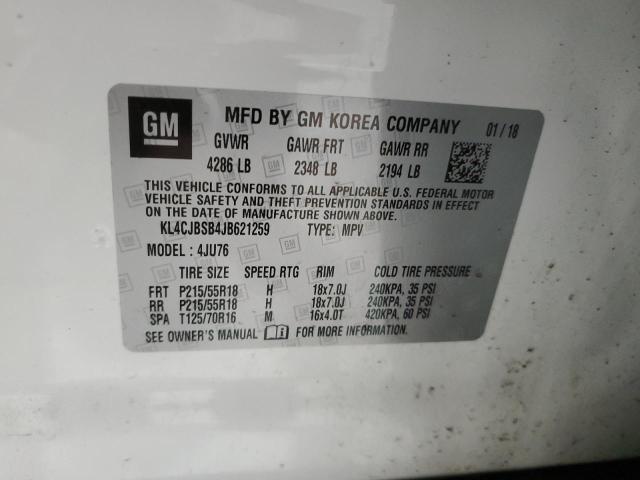 GM
MFD BY GM KOREA COMPANY 01/18
GVWR GAWR FRT GAWR RR
4286 LB 2348 LB 2194 LB
THIS VEHICLE CONFORMS TO ALL APPLICABLE U.S. FEDERAL MOTOR
VEHICLE SAFETY AND THEFT PREVENTION STANDARDS IN EFFECT ON
THE DATE OF MANUFACTURE SHOWN ABOVE.
KL4CJBSB4JB621259 TYPE: MPV
MODEL: 4JU76
TIRE SIZE SPEED RTG RIM COLD TIRE PRESSURE
FRT P215/55R18 H 18x7.0J 240KPA, 35 PSI
RR P215/55R18 H 18x7.0J 240KPA, 35 PSI
SPA T125/70R16 M 16x4.0T 420KPA, 60 PSI
SEE OWNER'S MANUAL FOR MORE INFORMATION.